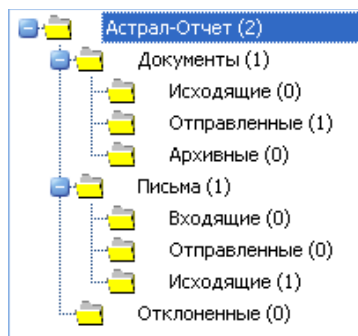 Астрал-Отчет (2)
Документы (1)
Исходящие (0)
Отправленные (1)
Архивные (0)
Письма (1)
Входящие (0)
Отправленные (0)
Исходящие (1)
Отклоненные (0)